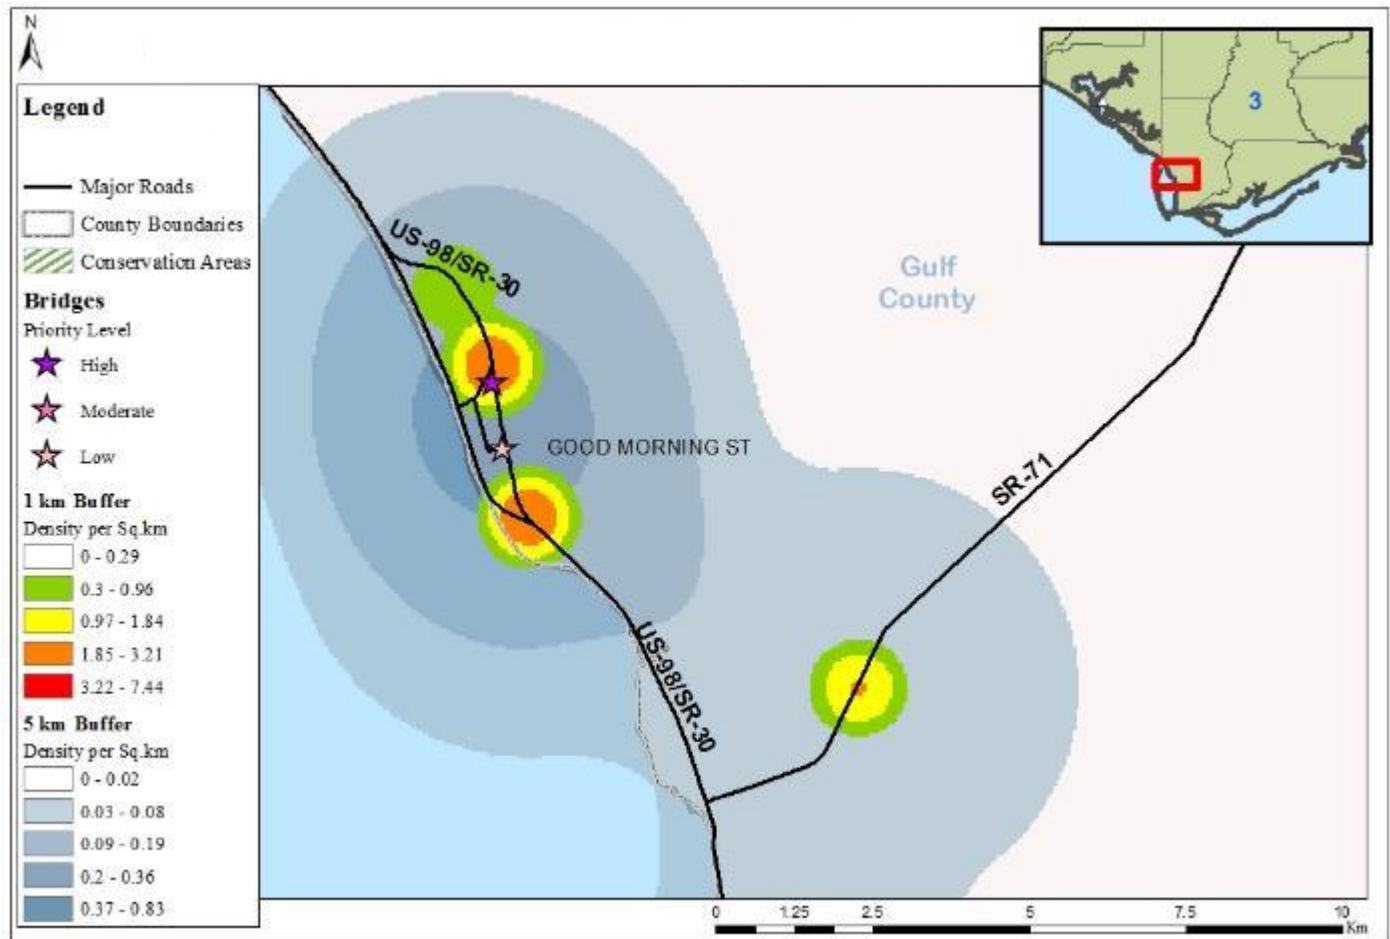 N
Legend
Major Roads
County Boundaries
Conservation Areas
Bridges
Priority Level
High
Moderate
Low
1 km Buffer
Density per Sq.km
0 - 0.29
0.3 - 0.96
0.97 - 1.84
1.85 - 3.21
3.22 - 7.44
5 km Buffer
Density per Sq.km
0 - 0.02
0.03 - 0.08
0.09 - 0.19
0.2 - 0.36
0.37 - 0.83
3
US-98/SR-30
Gulf
County
GOOD MORNING ST
SR-71
US-98/SR-30
0 1.25 2.5 5 7.5 10
Km